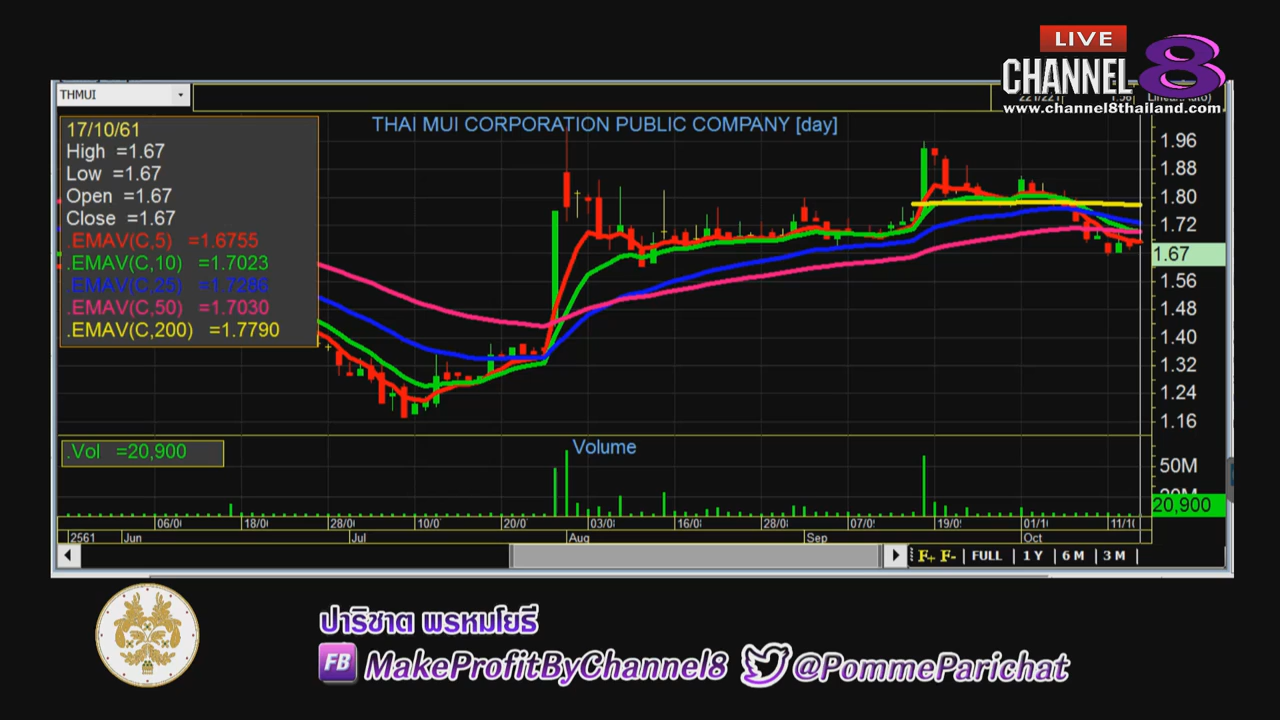 LIVE
CHANNEL 8
www.channel8thailand.com
THMUI
THAI MUI CORPORATION PUBLIC COMPANY [day]
17/10/61
High =1.67
Low =1.67
Open =1.67
Close =1.67
.EMAV(C,5) =1.6755
.EMAV(C,10) =1.7023
.EMAV(C,25) =1.7286
.EMAV(C,50) =1.7030
.EMAV(C,200) =1.7790
1.96
1.88
1.80
1.72
1.67
1.56
1.48
1.40
1.32
1.24
1.16
.Vol =20,900
Volume
50M
20,900
06/0 18/0 28/0 10/0 20/0 03/0 16/0 28/0 07/0 19/0 01/1 11/1
2561 Jun Jul Aug Sep Oct
F+ F- | FULL | 1 Y | 6 M | 3 M |
ปาริชาต พรหมโยธี
FB MakeProfitByChannel8 @PommeParichat